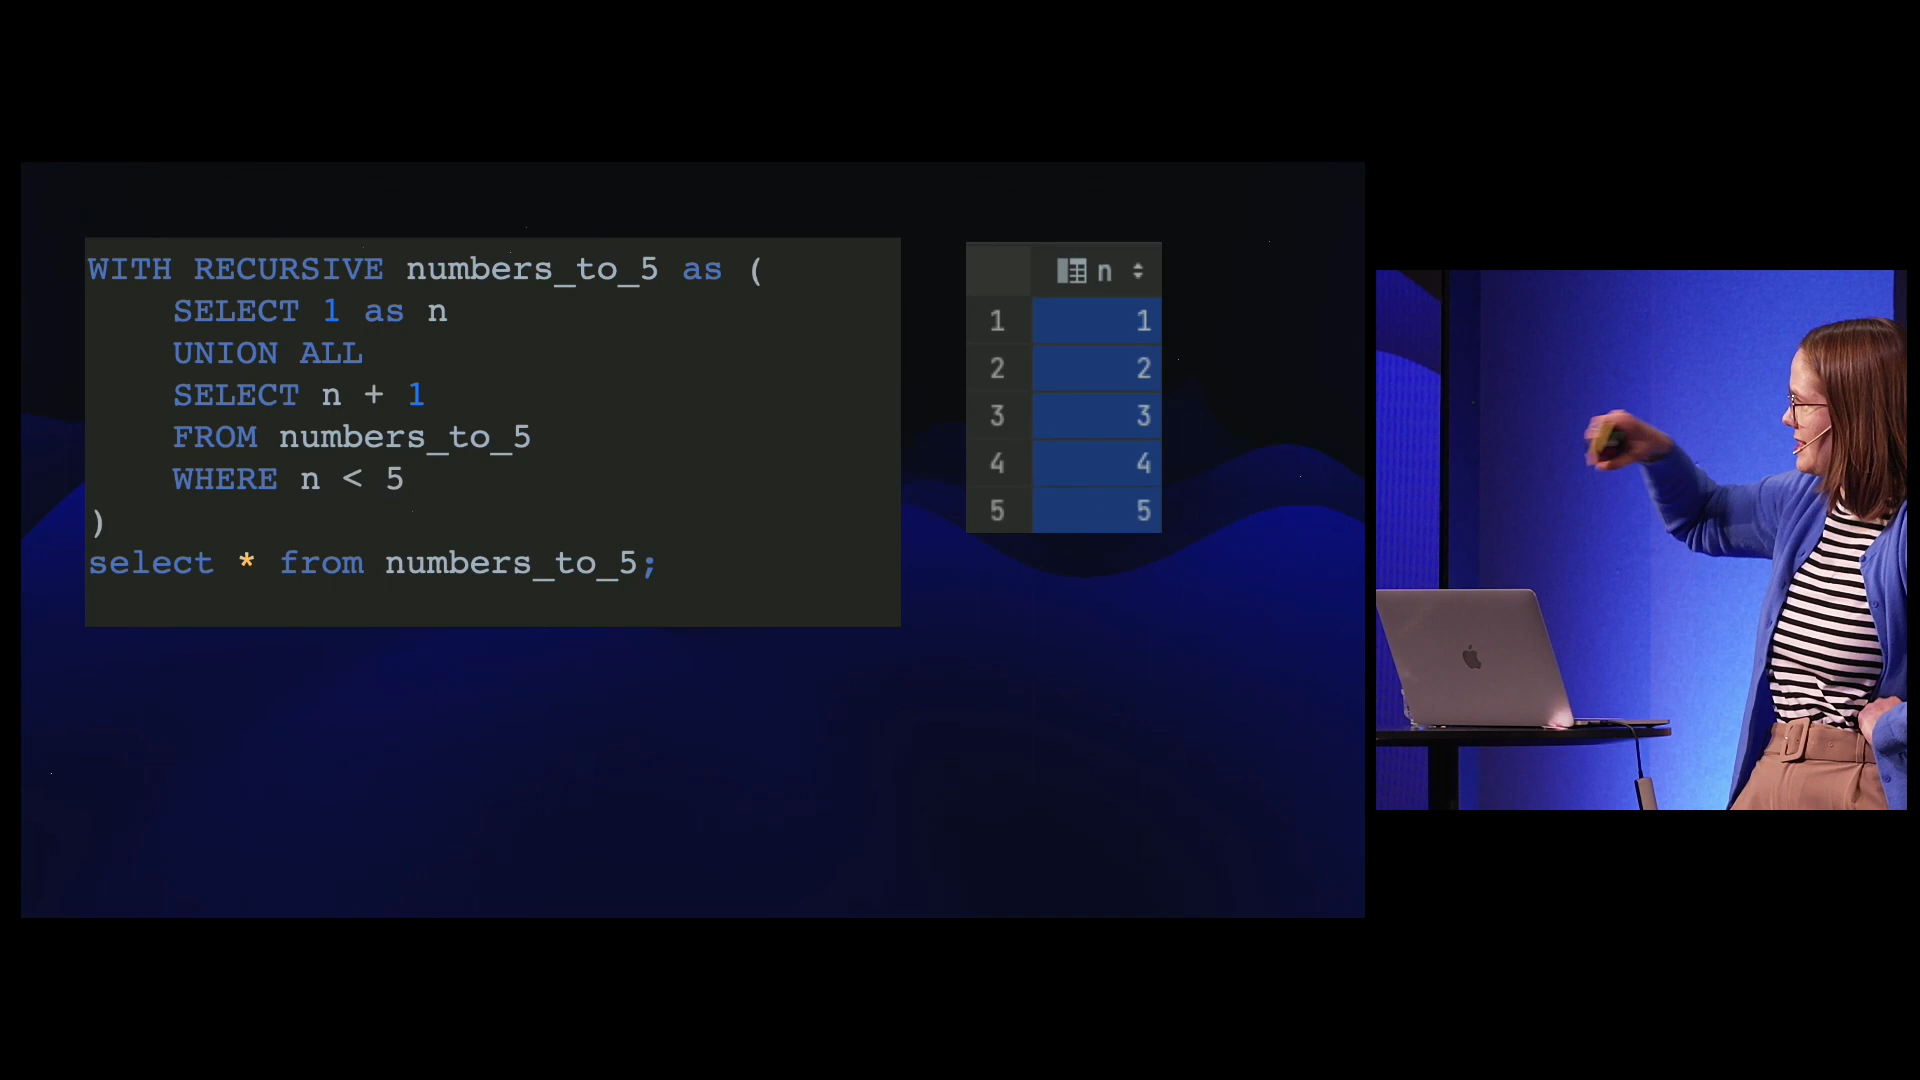 WITH RECURSIVE numbers_to_5 as (
    SELECT 1 as n
    UNION ALL
    SELECT n + 1
    FROM numbers_to_5
    WHERE n < 5
)
select * from numbers_to_5;
n
1 1
2 2
3 3
4 4
5 5